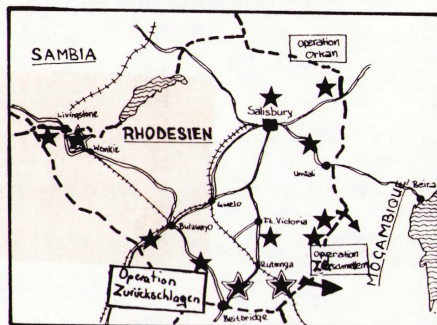 SAMBIA
Operation
Orkan
Livingstone
Wankie
RHODESIEN
Salisbury
Umtali
Beira
Gwelo
Bulawayo
Ft. Victoria
MOÇAMBIQUE
Rutenga
Operation
Operation
Zurückschlagen
Beitbridge